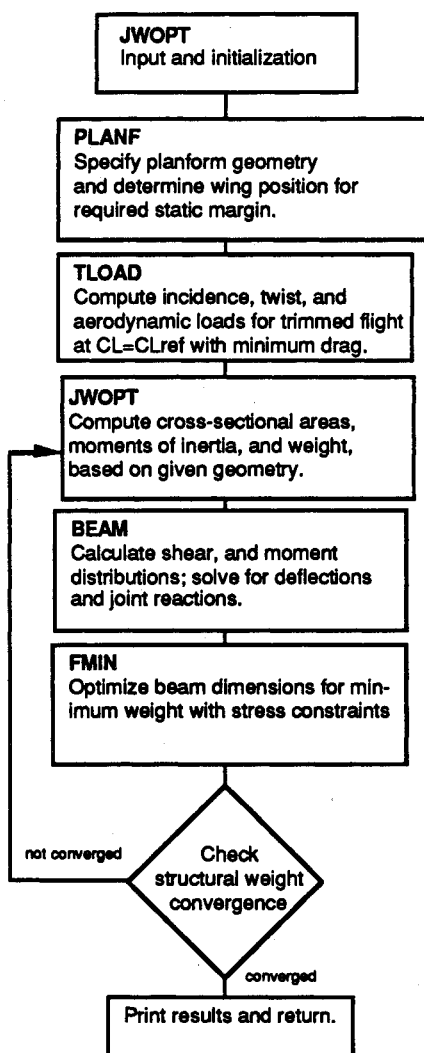 JWOPT
Input and initialization
PLANF
Specify planform geometry
and determine wing position for
required static margin.
TLOAD
Compute incidence, twist, and
aerodynamic loads for trimmed flight
at CL=CLref with minimum drag.
JWOPT
Compute cross-sectional areas,
moments of inertia, and weight,
based on given geometry.
BEAM
Calculate shear, and moment
distributions; solve for deflections
and joint reactions.
FMIN
Optimize beam dimensions for min-
imum weight with stress constraints
not converged
Check
structural weight
convergence
converged
Print results and return.